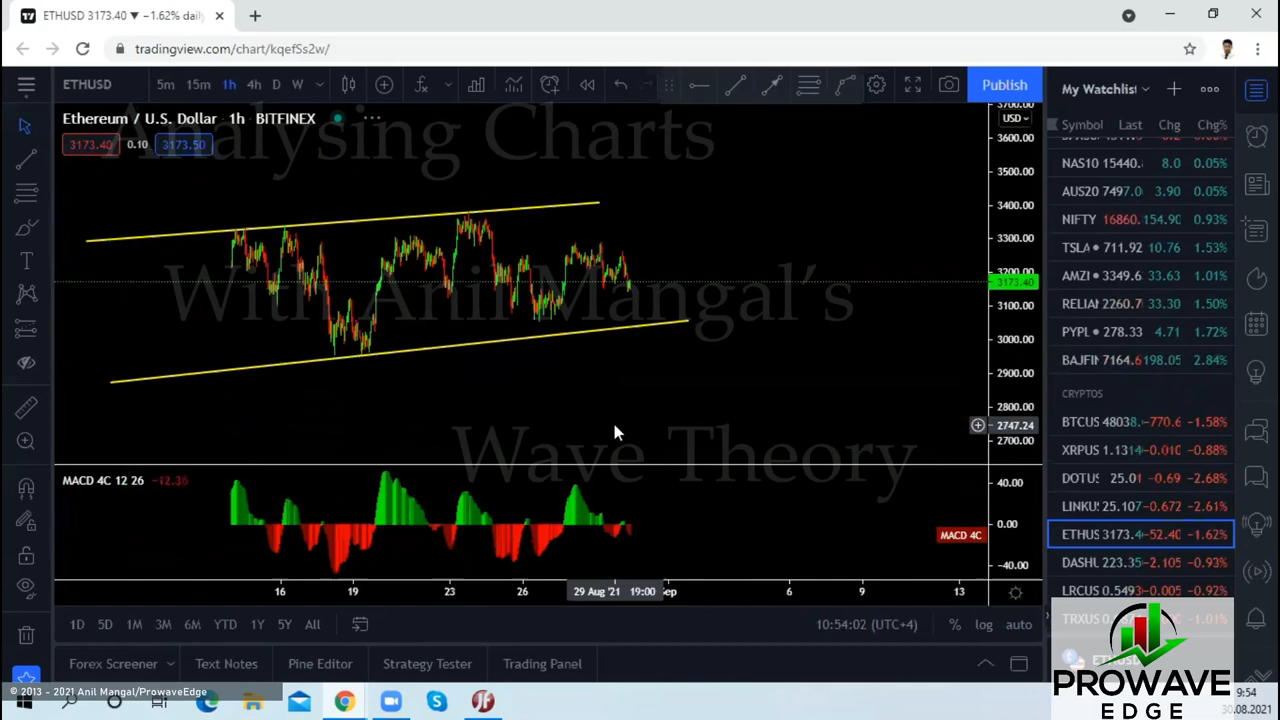 ETHUSD 3173.40 ▼ −1.62% daily
tradingview.com/chart/kqefSs2w/
ETHUSD 5m 15m 1h 4h D W Publish
Ethereum / U.S. Dollar · 1h · BITFINEX
3173.40 0.10 3173.50
Analysing Charts
With Anil Mangal's
Wave Theory
3700.00
USD
3600.00
3500.00
3400.00
3300.00
3200.00
3173.40
3100.00
3000.00
2900.00
2800.00
2747.24
2700.00
MACD 4C 12 26 −12.36
40.00
0.00
MACD 4C
−40.00
16 19 23 26 29 Aug '21 19:00 Sep 6 9 13
1D 5D 1M 3M 6M YTD 1Y 5Y All 10:54:02 (UTC+4) % log auto
Forex Screener Text Notes Pine Editor Strategy Tester Trading Panel
© 2013 - 2021 Anil Mangal/ProwaveEdge
My Watchlist
Symbol Last Chg Chg%
NAS10 15440. 8.0 0.05%
AUS20 7497.0 3.90 0.05%
NIFTY 16860. 154.90 0.93%
TSLA 711.92 10.76 1.53%
AMZI 3349.6 33.63 1.01%
RELIAI 2260.7 33.30 1.50%
PYPL 278.33 4.71 1.72%
BAJFIN 7164.6 198.05 2.84%
CRYPTOS
BTCUS 48038. -770.6 −1.58%
XRPUS 1.1314 -0.010 −0.88%
DOTUS 25.01 -0.69 −2.68%
LINKU 25.107 -0.672 −2.61%
ETHUS 3173.4 -52.40 −1.62%
DASHU 223.35 -2.105 −0.93%
LRCUS 0.5493 -0.005 −0.92%
TRXUS −1.01%
ETHUSD
PROWAVE
EDGE
9:54
30.08.2021